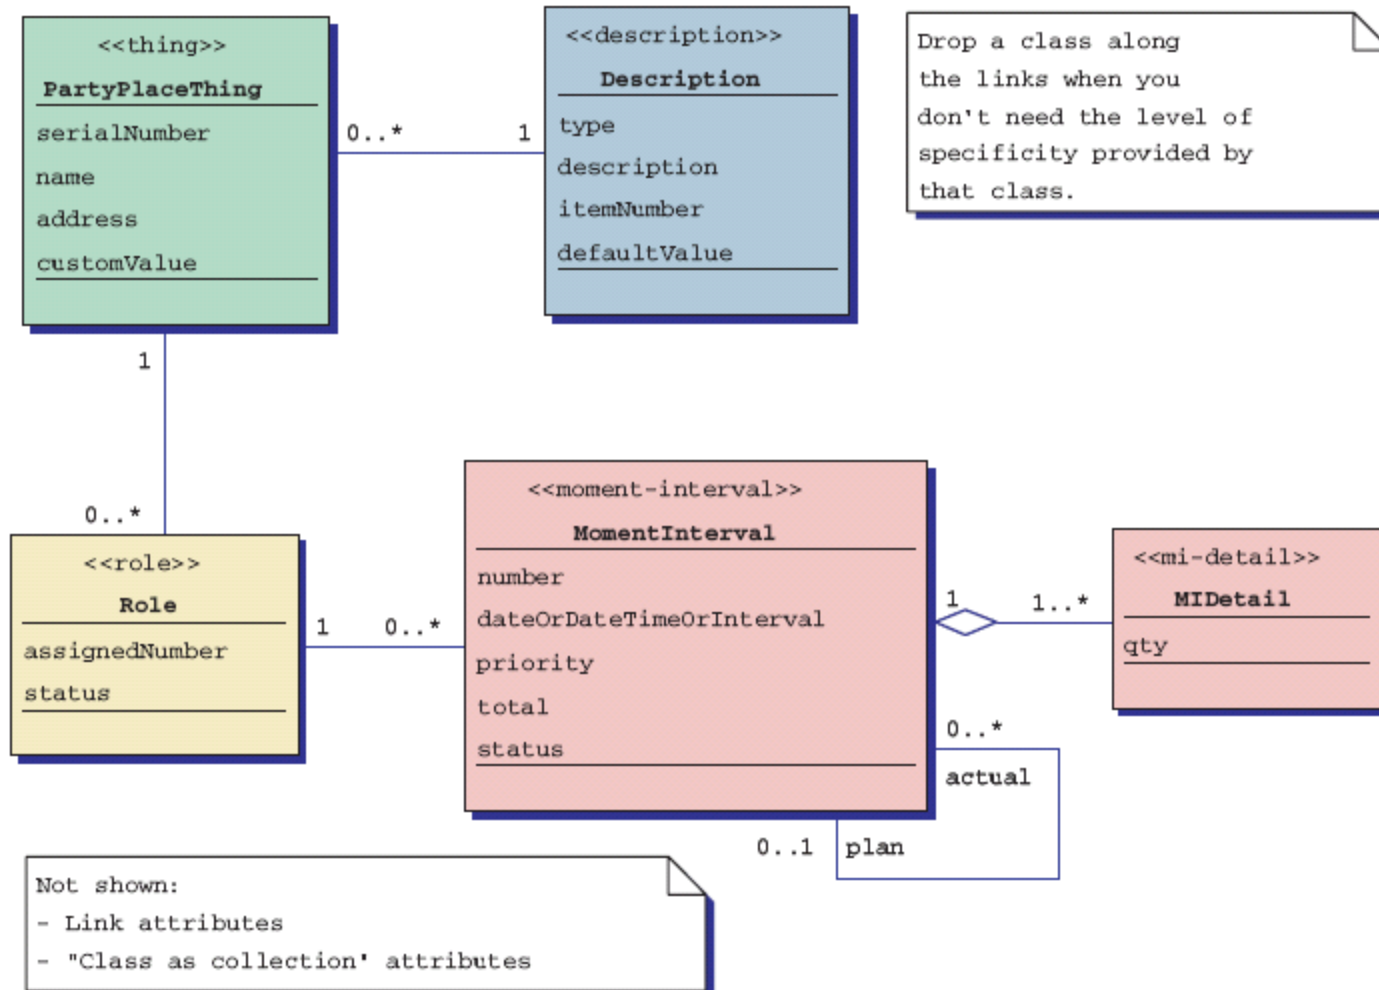 <<thing>>
PartyPlaceThing
serialNumber
name
address
customValue
0..*
1
<<description>>
Description
type
description
itemNumber
defaultValue
Drop a class along
the links when you
don't need the level of
specificity provided by
that class.
1
0..*
<<role>>
Role
assignedNumber
status
1
0..*
<<moment-interval>>
MomentInterval
number
dateOrDateTimeOrInterval
priority
total
status
1
1..*
<<mi-detail>>
MIDetail
qty
0..*
actual
0..1
plan
Not shown:
- Link attributes
- "Class as collection' attributes